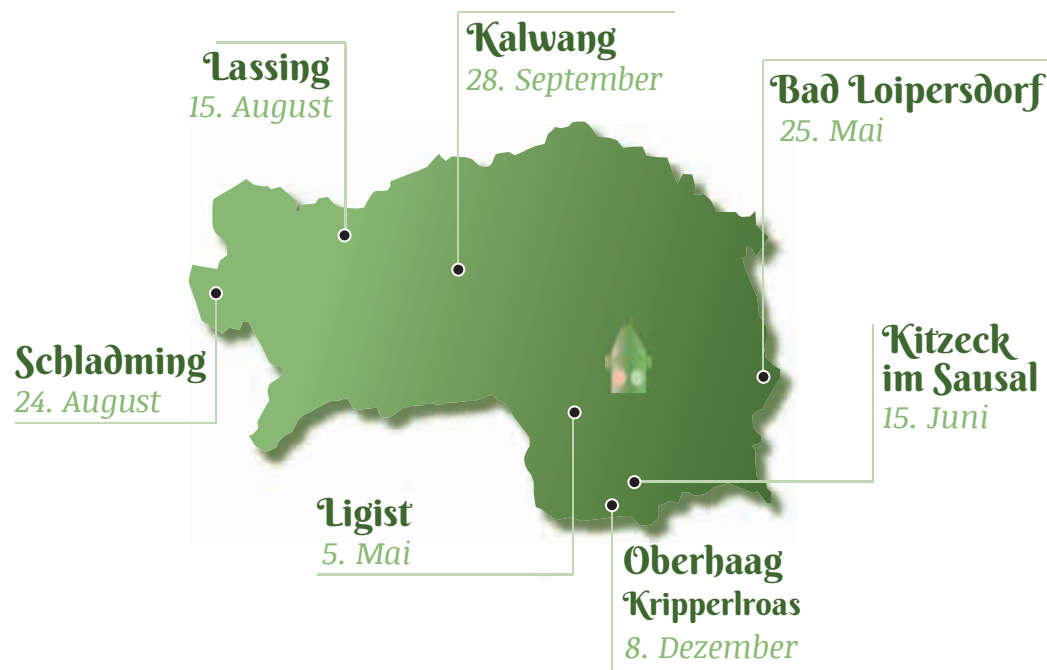 Kalwang
28. September
Lassing
15. August
Bad Loipersdorf
25. Mai
Schladming
24. August
Kitzeck
im Sausal
15. Juni
Ligist
5. Mai
Oberhaag
Kripperlroas
8. Dezember